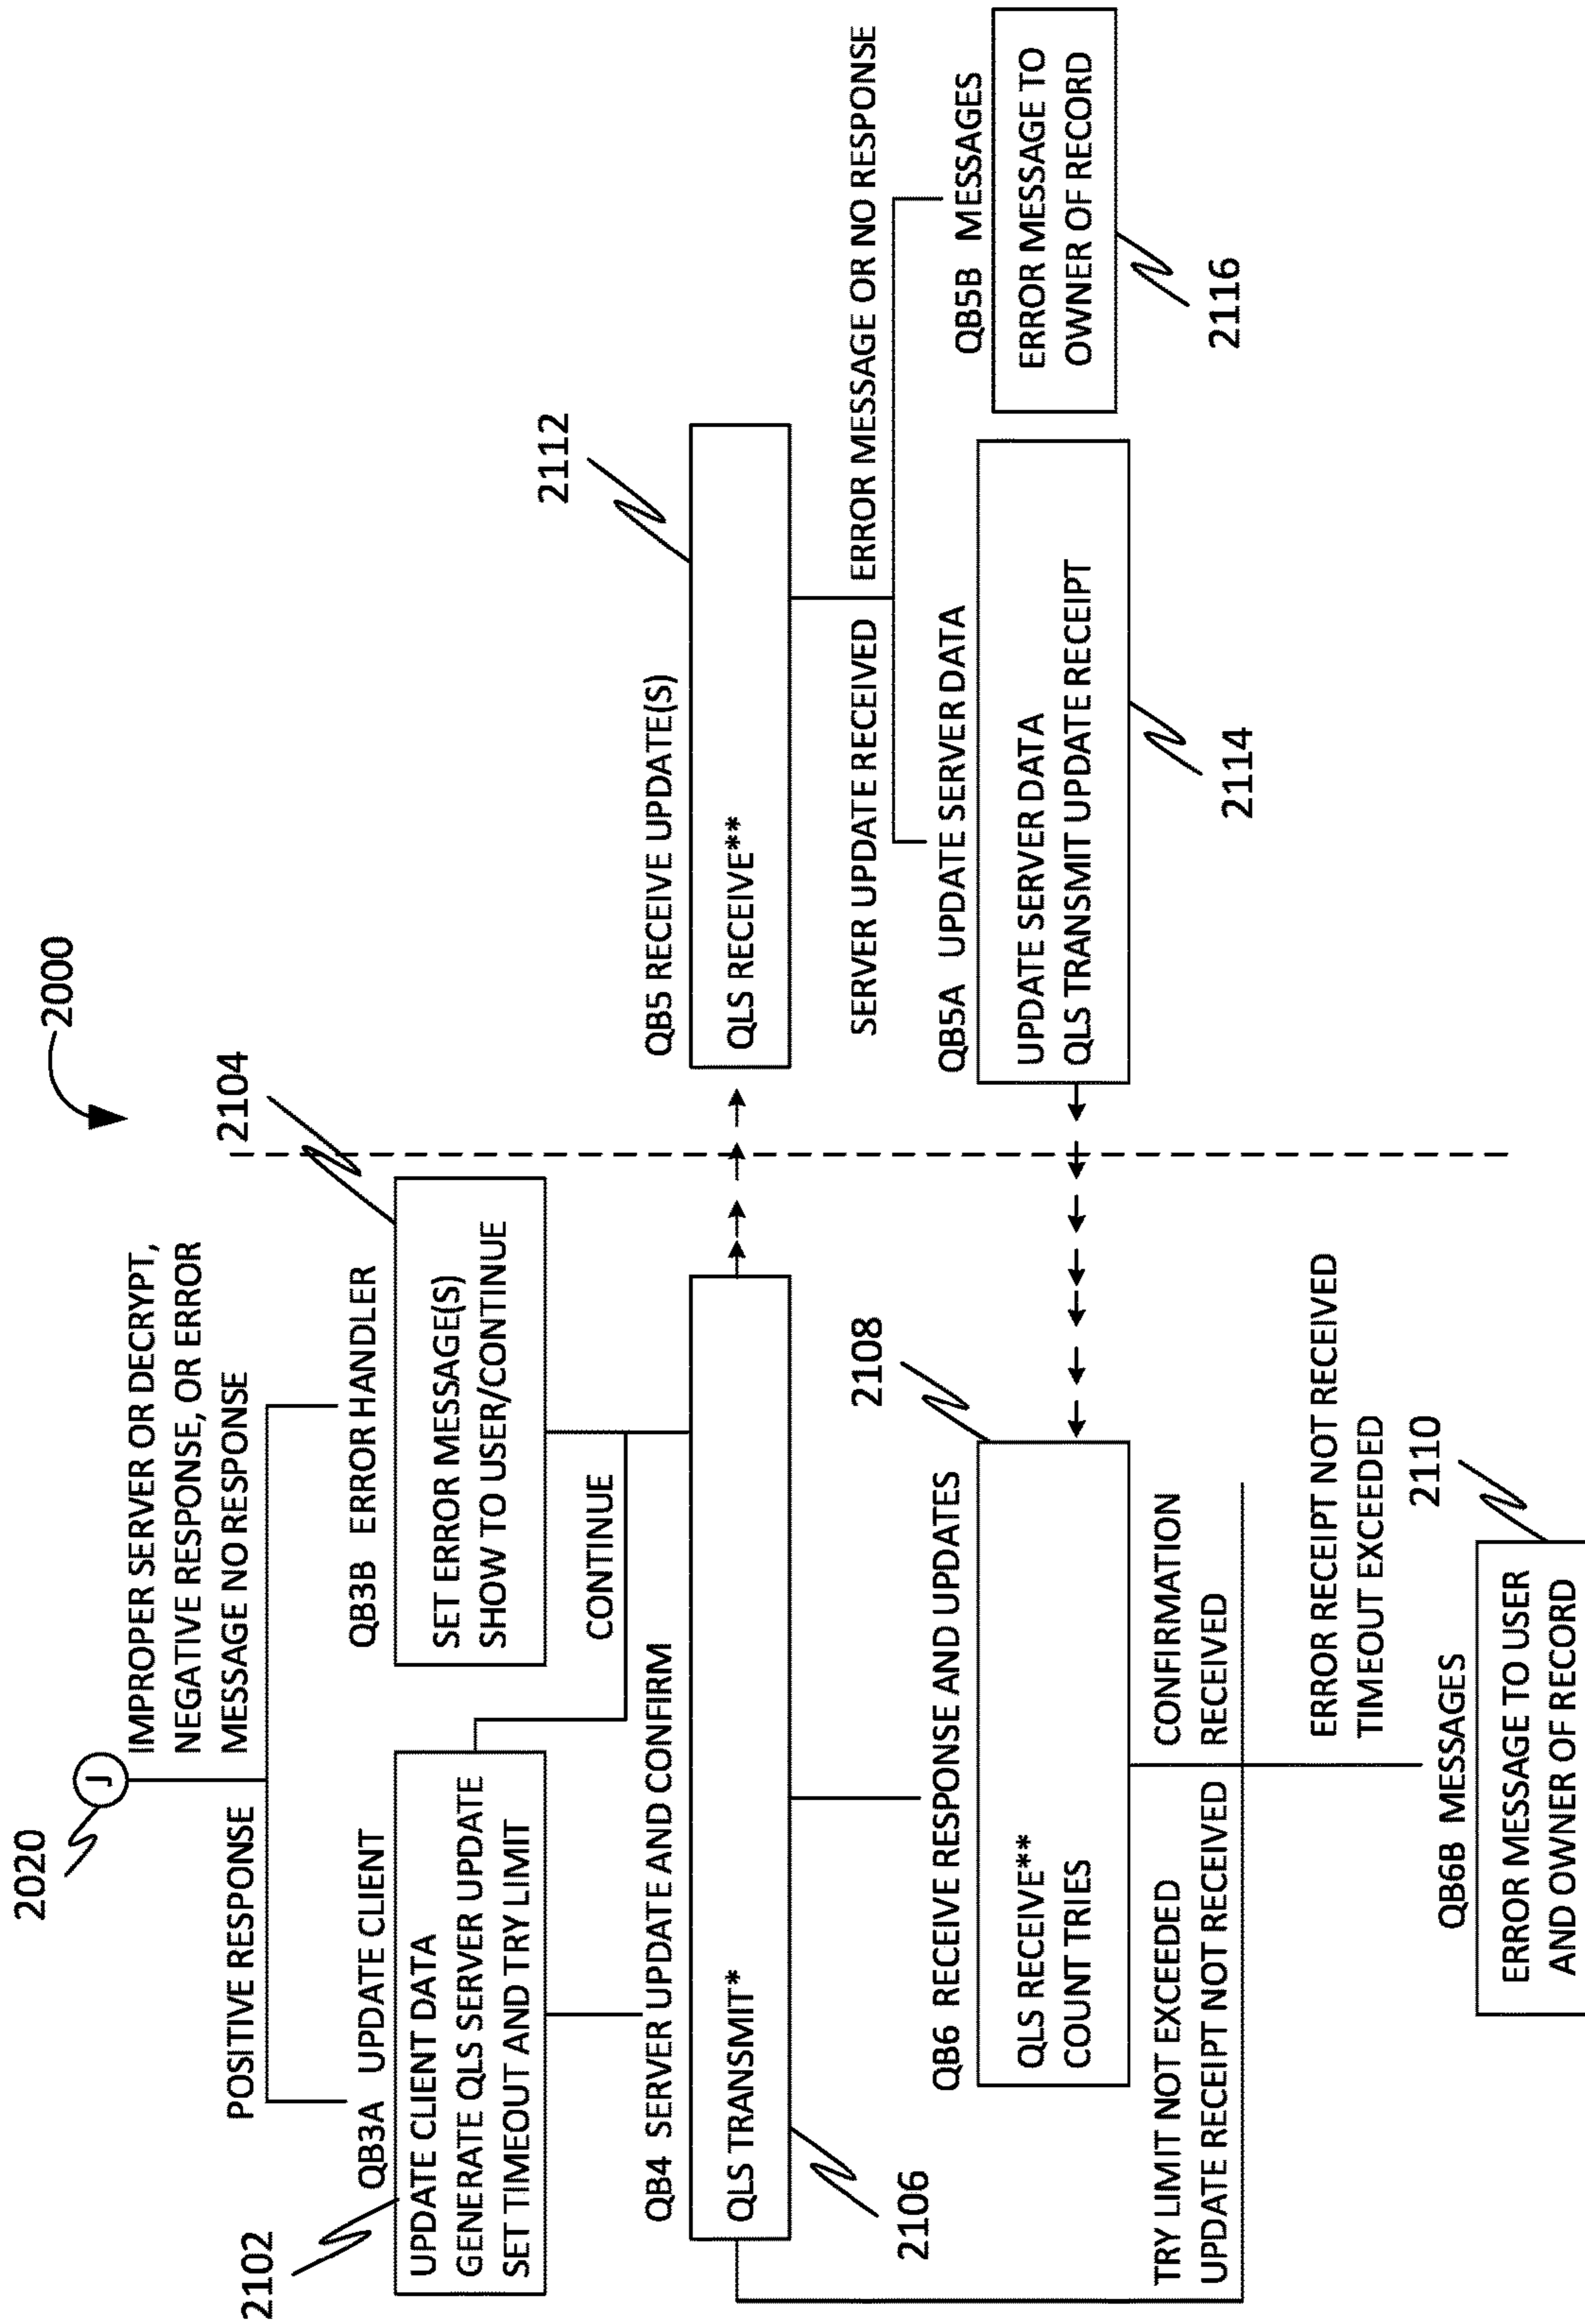 2000
2020
J
POSITIVE RESPONSE
IMPROPER SERVER OR DECRYPT,
NEGATIVE RESPONSE, OR ERROR
MESSAGE NO RESPONSE
2102
QB3A UPDATE CLIENT
UPDATE CLIENT DATA
GENERATE QLS SERVER UPDATE
SET TIMEOUT AND TRY LIMIT
2104
QB3B ERROR HANDLER
SET ERROR MESSAGE(S)
SHOW TO USER/CONTINUE
CONTINUE
QB4 SERVER UPDATE AND CONFIRM
QLS TRANSMIT*
2106
QB5 RECEIVE UPDATE(S)
2112
QLS RECEIVE**
SERVER UPDATE RECEIVED
ERROR MESSAGE OR NO RESPONSE
QB5A UPDATE SERVER DATA
UPDATE SERVER DATA
QLS TRANSMIT UPDATE RECEIPT
2114
QB5B MESSAGES
ERROR MESSAGE TO
OWNER OF RECORD
2116
QB6 RECEIVE RESPONSE AND UPDATES
2108
QLS RECEIVE**
COUNT TRIES
TRY LIMIT NOT EXCEEDED
UPDATE RECEIPT NOT RECEIVED
CONFIRMATION
RECEIVED
ERROR RECEIPT NOT RECEIVED
TIMEOUT EXCEEDED
QB6B MESSAGES
2110
ERROR MESSAGE TO USER
AND OWNER OF RECORD